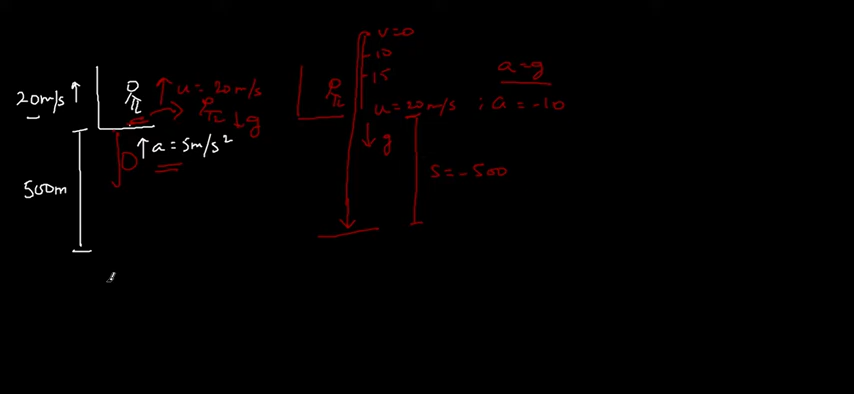 v=0
10
15
a=g
20m/s
u = 20m/s
g
u = 20m/s ; a = -10
a = 5m/s²
g
500m
s = -500